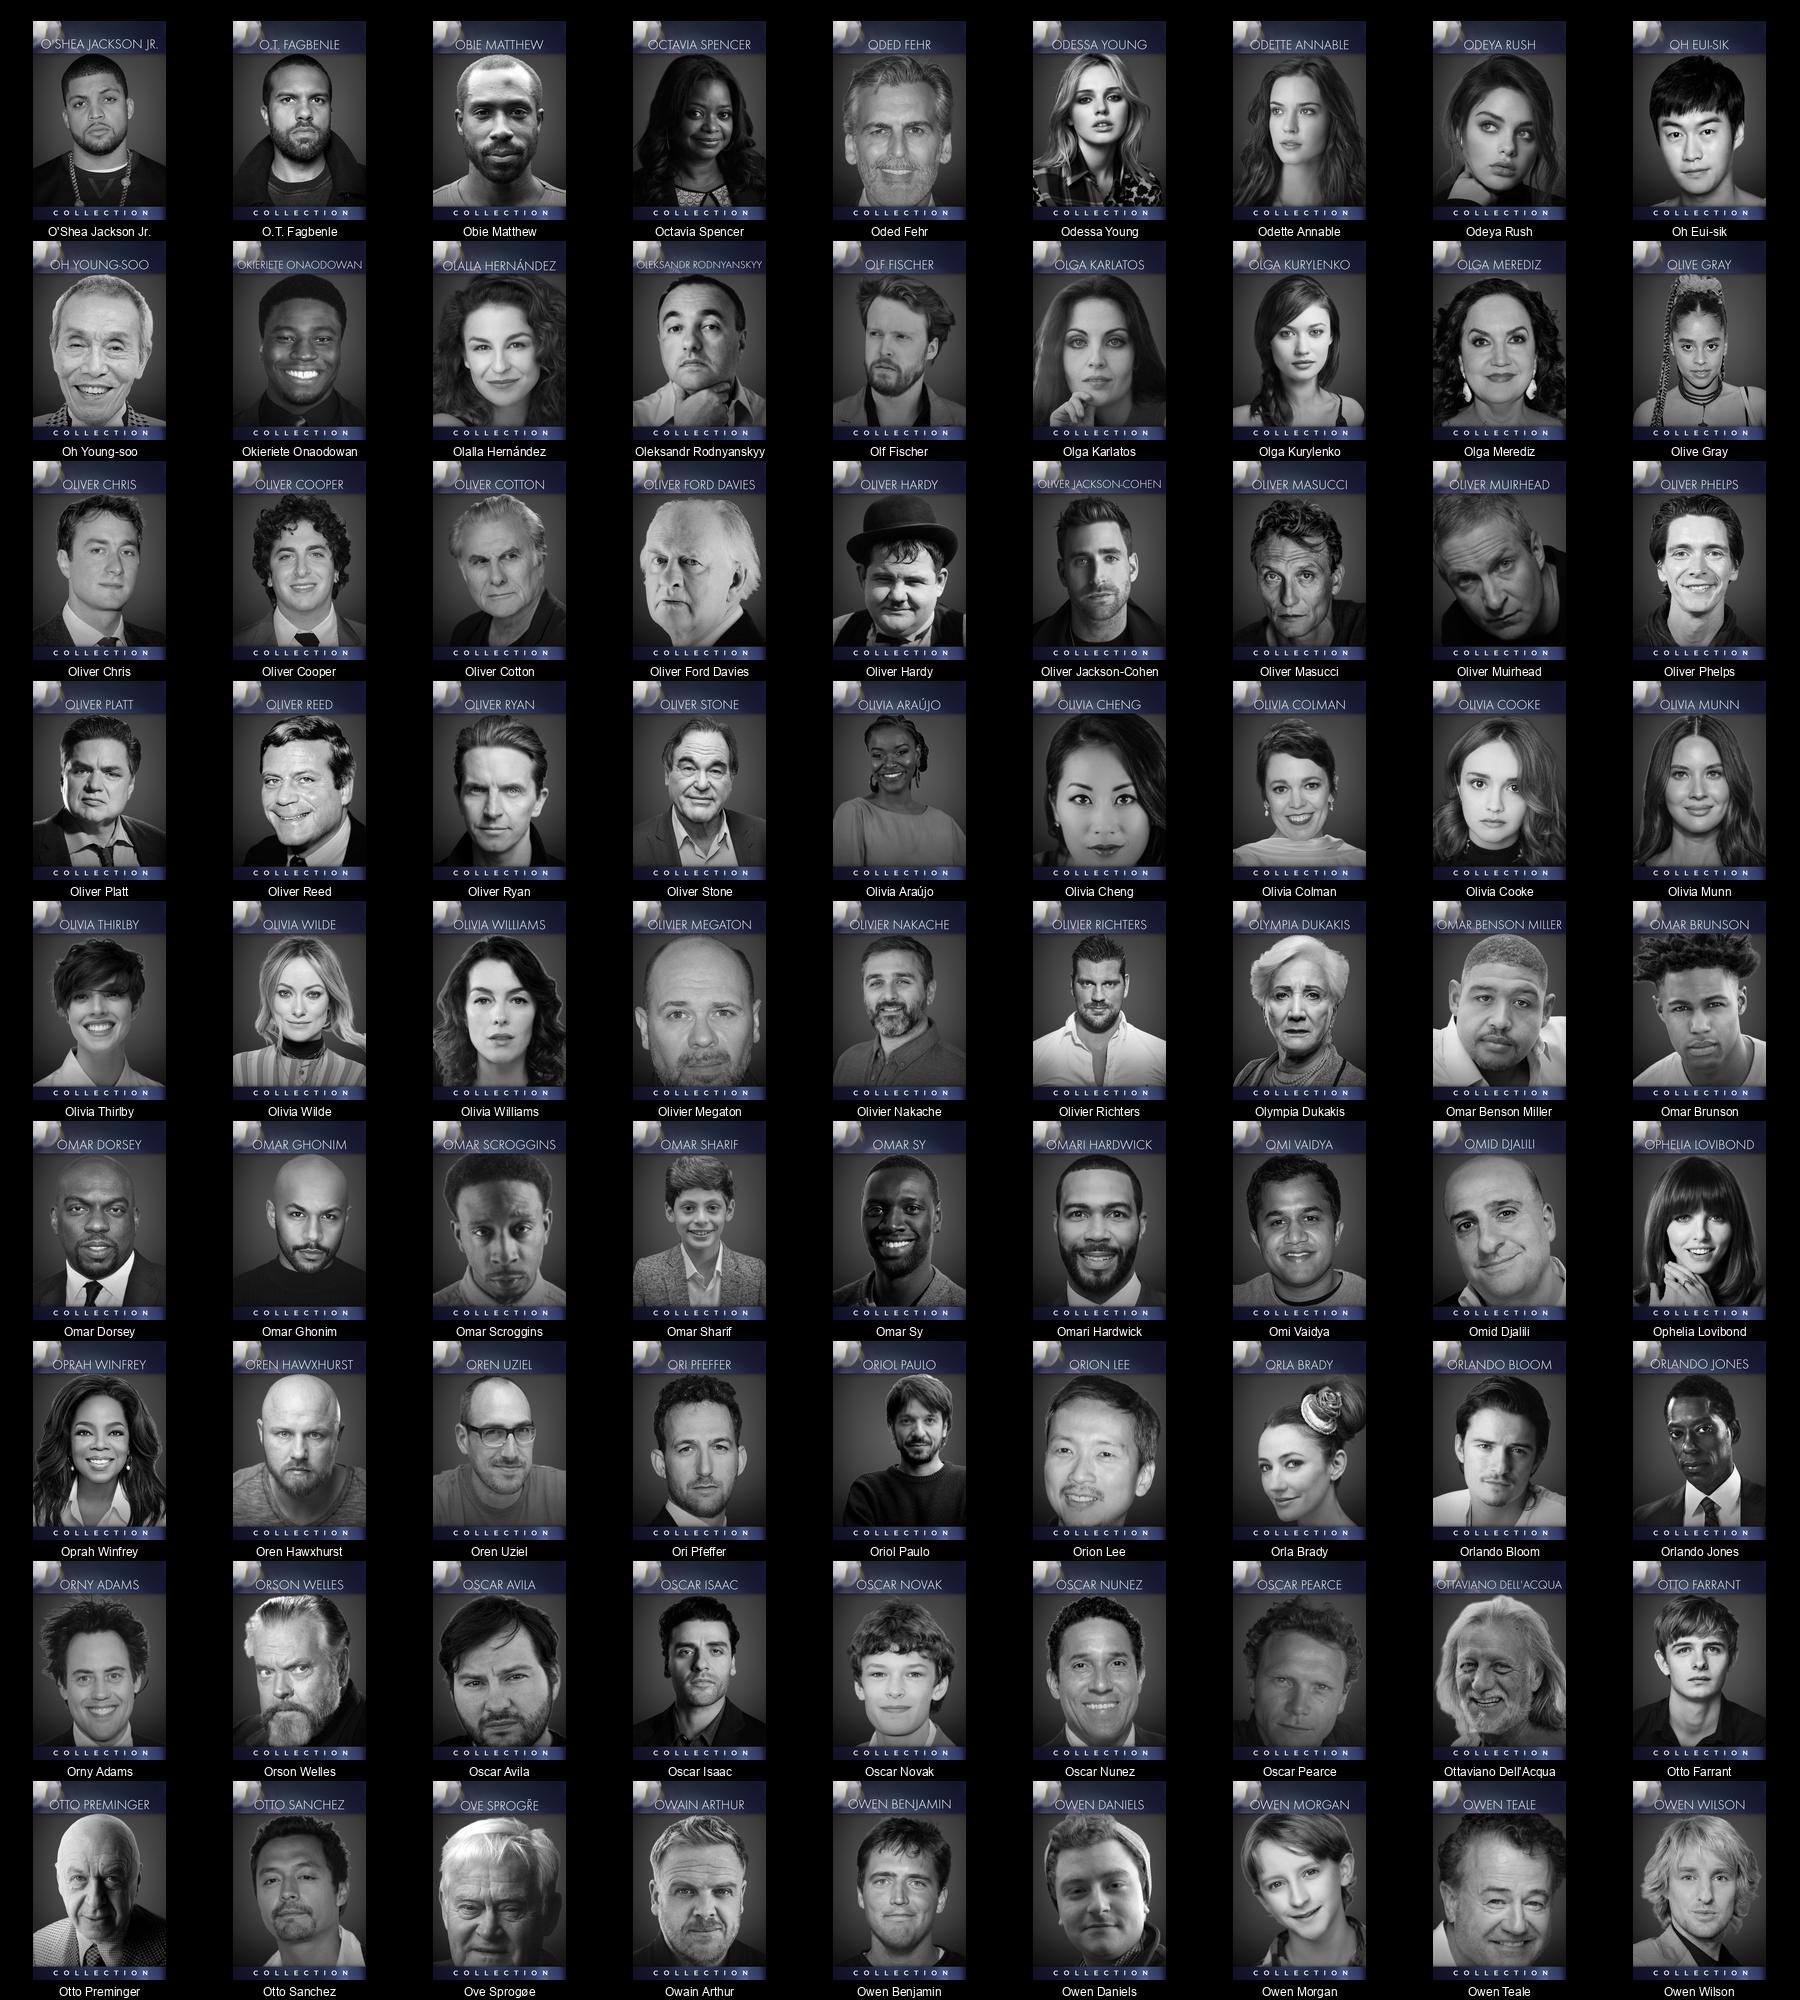 O'SHEA JACKSON JR.
O.T. FAGBENLE
OBIE MATTHEW
OCTAVIA SPENCER
ODED FEHR
ODESSA YOUNG
ODETTE ANNABLE
ODEYA RUSH
OH EUI-SIK
COLLECTION
COLLECTION
COLLECTION
COLLECTION
COLLECTION
COLLECTION
COLLECTION
COLLECTION
COLLECTION
O'Shea Jackson Jr.
O.T. Fagbenle
Obie Matthew
Octavia Spencer
Oded Fehr
Odessa Young
Odette Annable
Odeya Rush
Oh Eui-sik
OH YOUNG-SOO
OKIERIETE ONAODOWAN
OLALLA HERNÁNDEZ
OLEKSANDR RODNYANSKYY
OLF FISCHER
OLGA KARLATOS
OLGA KURYLENKO
OLGA MEREDIZ
OLIVE GRAY
COLLECTION
COLLECTION
COLLECTION
COLLECTION
COLLECTION
COLLECTION
COLLECTION
COLLECTION
COLLECTION
Oh Young-soo
Okieriete Onaodowan
Olalla Hernández
Oleksandr Rodnyanskyy
Olf Fischer
Olga Karlatos
Olga Kurylenko
Olga Merediz
Olive Gray
OLIVER CHRIS
OLIVER COOPER
OLIVER COTTON
OLIVER FORD DAVIES
OLIVER HARDY
OLIVER JACKSON-COHEN
OLIVER MASUCCI
OLIVER MUIRHEAD
OLIVER PHELPS
COLLECTION
COLLECTION
COLLECTION
COLLECTION
COLLECTION
COLLECTION
COLLECTION
COLLECTION
COLLECTION
Oliver Chris
Oliver Cooper
Oliver Cotton
Oliver Ford Davies
Oliver Hardy
Oliver Jackson-Cohen
Oliver Masucci
Oliver Muirhead
Oliver Phelps
OLIVER PLATT
OLIVER REED
OLIVER RYAN
OLIVER STONE
OLIVIA ARAÚJO
OLIVIA CHENG
OLIVIA COLMAN
OLIVIA COOKE
OLIVIA MUNN
COLLECTION
COLLECTION
COLLECTION
COLLECTION
COLLECTION
COLLECTION
COLLECTION
COLLECTION
COLLECTION
Oliver Platt
Oliver Reed
Oliver Ryan
Oliver Stone
Olivia Araújo
Olivia Cheng
Olivia Colman
Olivia Cooke
Olivia Munn
OLIVIA THIRLBY
OLIVIA WILDE
OLIVIA WILLIAMS
OLIVIER MEGATON
OLIVIER NAKACHE
OLIVIER RICHTERS
OLYMPIA DUKAKIS
OMAR BENSON MILLER
OMAR BRUNSON
COLLECTION
COLLECTION
COLLECTION
COLLECTION
COLLECTION
COLLECTION
COLLECTION
COLLECTION
COLLECTION
Olivia Thirlby
Olivia Wilde
Olivia Williams
Olivier Megaton
Olivier Nakache
Olivier Richters
Olympia Dukakis
Omar Benson Miller
Omar Brunson
OMAR DORSEY
OMAR GHONIM
OMAR SCROGGINS
OMAR SHARIF
OMAR SY
OMARI HARDWICK
OMI VAIDYA
OMID DJALILI
OPHELIA LOVIBOND
COLLECTION
COLLECTION
COLLECTION
COLLECTION
COLLECTION
COLLECTION
COLLECTION
COLLECTION
COLLECTION
Omar Dorsey
Omar Ghonim
Omar Scroggins
Omar Sharif
Omar Sy
Omari Hardwick
Omi Vaidya
Omid Djalili
Ophelia Lovibond
OPRAH WINFREY
OREN HAWXHURST
OREN UZIEL
ORI PFEFFER
ORIOL PAULO
ORION LEE
ORLA BRADY
ORLANDO BLOOM
ORLANDO JONES
COLLECTION
COLLECTION
COLLECTION
COLLECTION
COLLECTION
COLLECTION
COLLECTION
COLLECTION
COLLECTION
Oprah Winfrey
Oren Hawxhurst
Oren Uziel
Ori Pfeffer
Oriol Paulo
Orion Lee
Orla Brady
Orlando Bloom
Orlando Jones
ORNY ADAMS
ORSON WELLES
OSCAR AVILA
OSCAR ISAAC
OSCAR NOVAK
OSCAR NUNEZ
OSCAR PEARCE
OTTAVIANO DELL'ACQUA
OTTO FARRANT
COLLECTION
COLLECTION
COLLECTION
COLLECTION
COLLECTION
COLLECTION
COLLECTION
COLLECTION
COLLECTION
Orny Adams
Orson Welles
Oscar Avila
Oscar Isaac
Oscar Novak
Oscar Nunez
Oscar Pearce
Ottaviano Dell'Acqua
Otto Farrant
OTTO PREMINGER
OTTO SANCHEZ
OVE SPROGØE
OWAIN ARTHUR
OWEN BENJAMIN
OWEN DANIELS
OWEN MORGAN
OWEN TEALE
OWEN WILSON
COLLECTION
COLLECTION
COLLECTION
COLLECTION
COLLECTION
COLLECTION
COLLECTION
COLLECTION
COLLECTION
Otto Preminger
Otto Sanchez
Ove Sprogøe
Owain Arthur
Owen Benjamin
Owen Daniels
Owen Morgan
Owen Teale
Owen Wilson